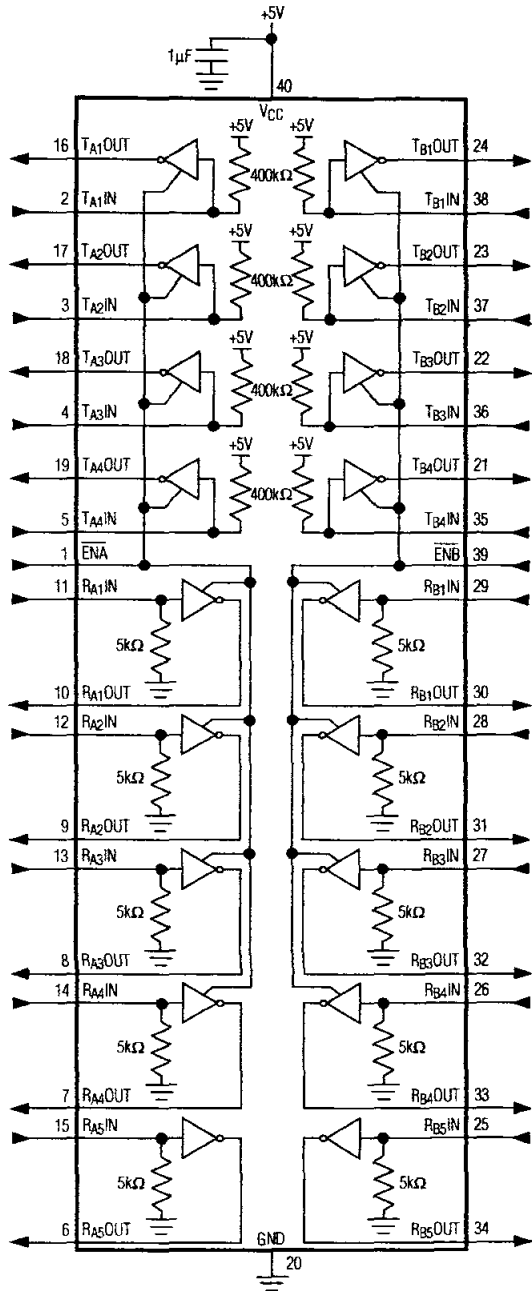 +5V
1µF
40
VCC
16 TA1OUT +5V +5V TB1OUT 24
400kΩ
2 TA1IN TB1IN 38
17 TA2OUT +5V +5V TB2OUT 23
400kΩ
3 TA2IN TB2IN 37
18 TA3OUT +5V +5V TB3OUT 22
400kΩ
4 TA3IN TB3IN 36
19 TA4OUT +5V +5V TB4OUT 21
400kΩ
5 TA4IN TB4IN 35
1 E̅N̅A̅ E̅N̅B̅ 39
11 RA1IN RB1IN 29
5kΩ 5kΩ
10 RA1OUT RB1OUT 30
12 RA2IN RB2IN 28
5kΩ 5kΩ
9 RA2OUT RB2OUT 31
13 RA3IN RB3IN 27
5kΩ 5kΩ
8 RA3OUT RB3OUT 32
14 RA4IN RB4IN 26
5kΩ 5kΩ
7 RA4OUT RB4OUT 33
15 RA5IN RB5IN 25
5kΩ 5kΩ
6 RA5OUT GND RB5OUT 34
20